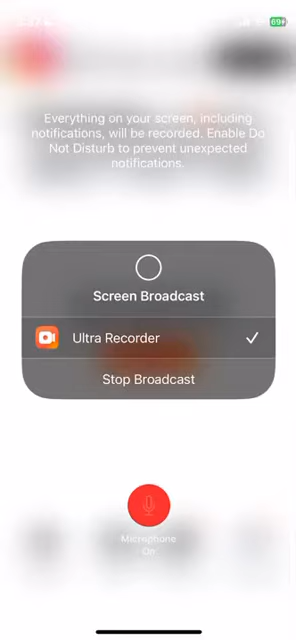 69
Everything on your screen, including
notifications, will be recorded. Enable Do
Not Disturb to prevent unexpected
notifications.
Screen Broadcast
Ultra Recorder
Stop Broadcast
Microphone
On